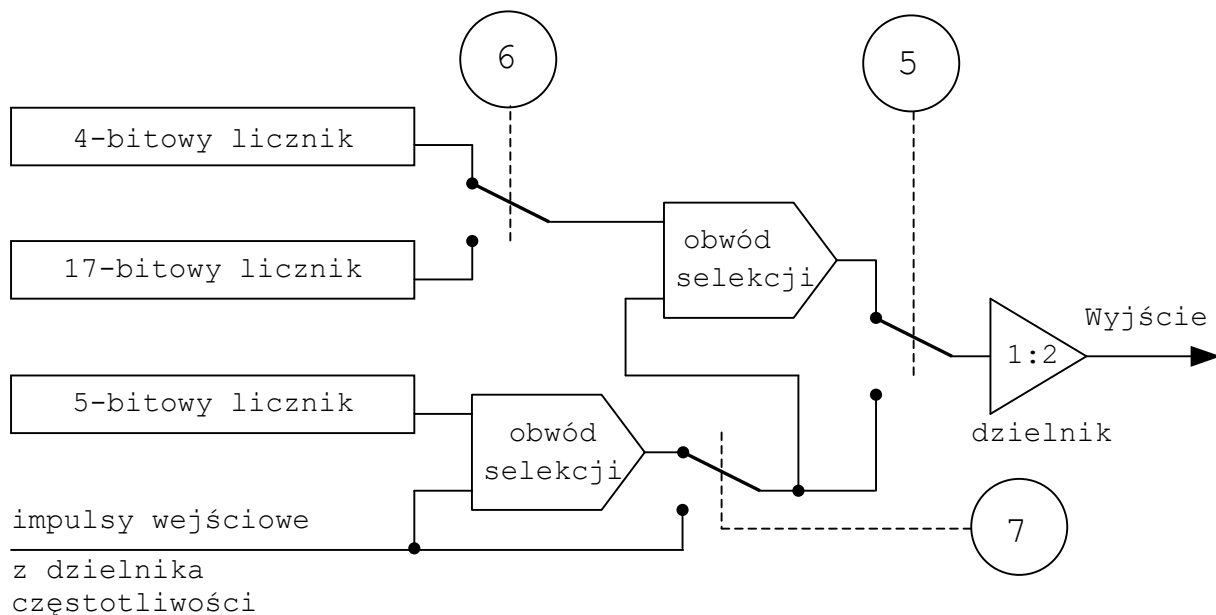 6
5
4-bitowy licznik
17-bitowy licznik
obwód
selekcji
Wyjście
1:2
dzielnik
5-bitowy licznik
obwód
selekcji
impulsy wejściowe
z dzielnika
częstotliwości
7